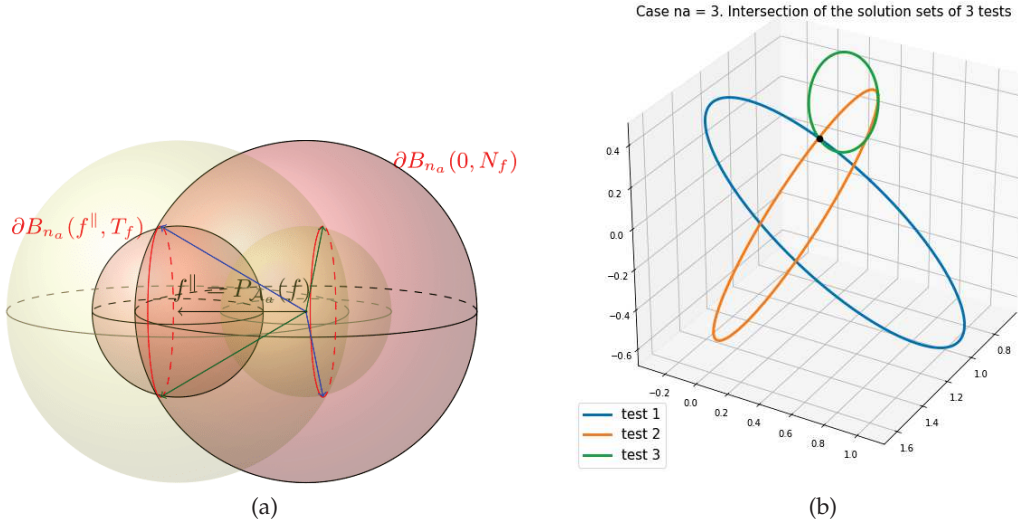 Case na = 3. Intersection of the solution sets of 3 tests
∂B_{n_a}(0, N_f)
∂B_{n_a}(f^∥, T_f)
f^∥ = P_{A_a}(f)
0.4
0.2
0.0
−0.2
−0.4
−0.6
−0.2
0.0
0.2
0.4
0.6
0.8
1.0
0.8
1.0
1.2
1.4
1.6
test 1
test 2
test 3
(a)
(b)